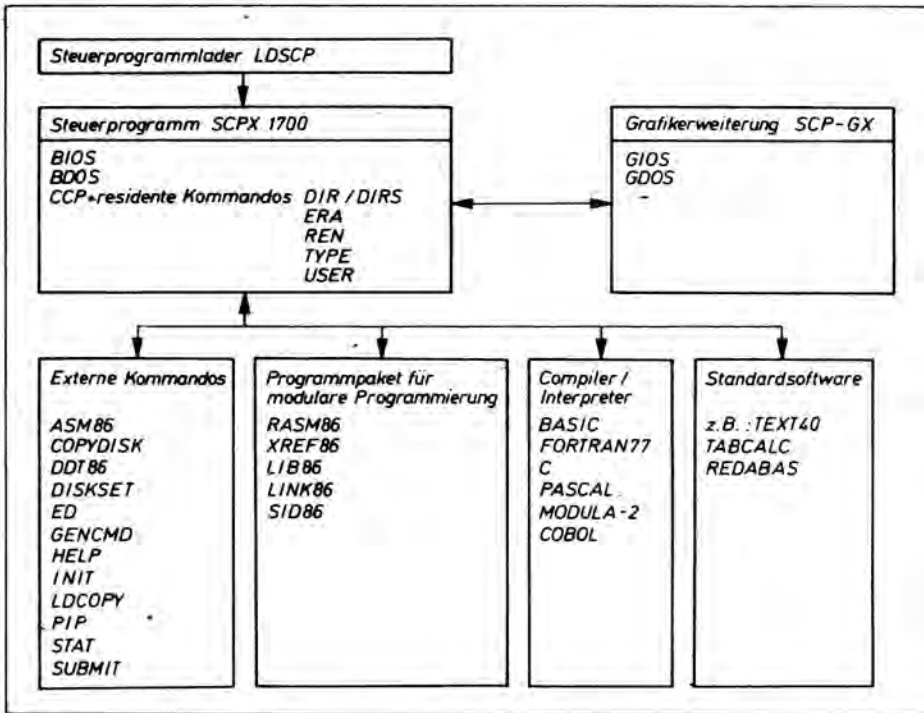 Steuerprogrammlader LDSCP
Steuerprogramm SCPX 1700
BIOS
BDOS
CCP+residente Kommandos DIR / DIRS
ERA
REN
TYPE
USER
Grafikerweiterung SCP-GX
GIOS
GDOS
Externe Kommandos
ASM86
COPYDISK
DDT86
DISKSET
ED
GENCMD
HELP
INIT
LDCOPY
PIP
STAT
SUBMIT
Programmpaket für
modulare Programmierung
RASM86
XREF86
LIB86
LINK86
SID86
Compiler /
Interpreter
BASIC
FORTRAN77
C
PASCAL
MODULA-2
COBOL
Standardsoftware
z.B.:TEXT40
TABCALC
REDABAS